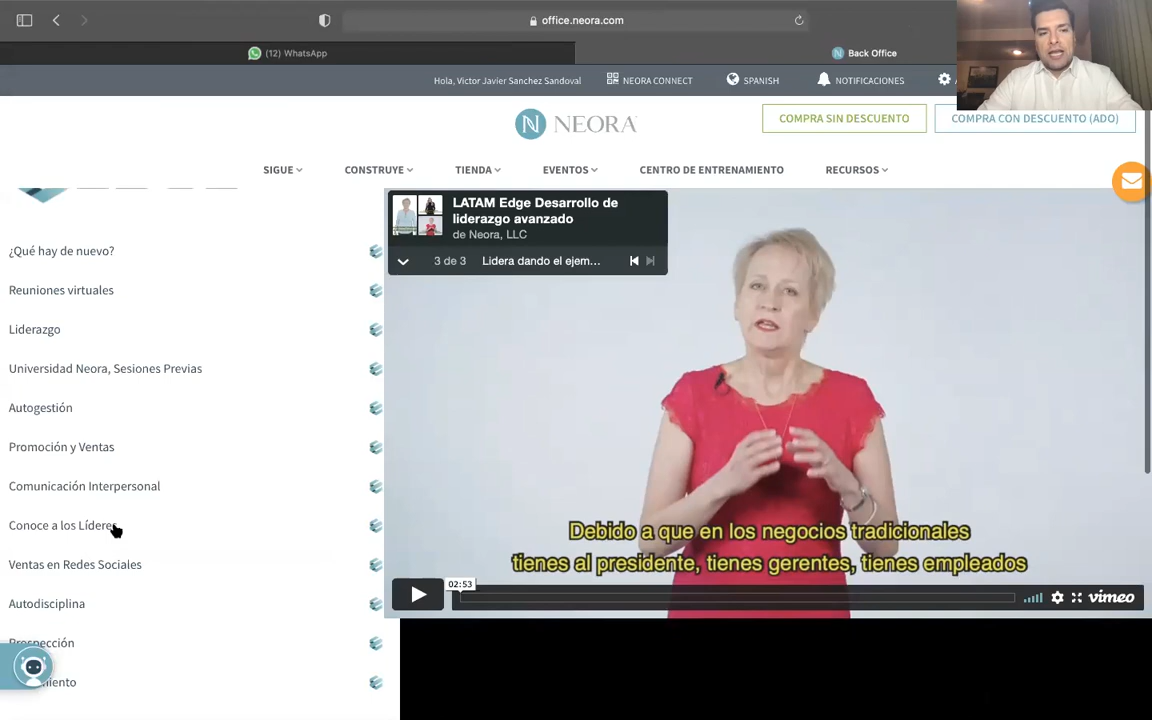 office.neora.com
(12) WhatsApp
Back Office
Hola, Victor Javier Sanchez Sandoval
NEORA CONNECT
SPANISH
NOTIFICACIONES
NEORA
COMPRA SIN DESCUENTO
COMPRA CON DESCUENTO (ADO)
SIGUE
CONSTRUYE
TIENDA
EVENTOS
CENTRO DE ENTRENAMIENTO
RECURSOS
¿Qué hay de nuevo?
Reuniones virtuales
Liderazgo
Universidad Neora, Sesiones Previas
Autogestión
Promoción y Ventas
Comunicación Interpersonal
Conoce a los Líderes
Ventas en Redes Sociales
Autodisciplina
Prospección
LATAM Edge Desarrollo de
liderazgo avanzado
de Neora, LLC
3 de 3 Lidera dando el ejem...
Debido a que en los negocios tradicionales
tienes al presidente, tienes gerentes, tienes empleados
02:53
vimeo